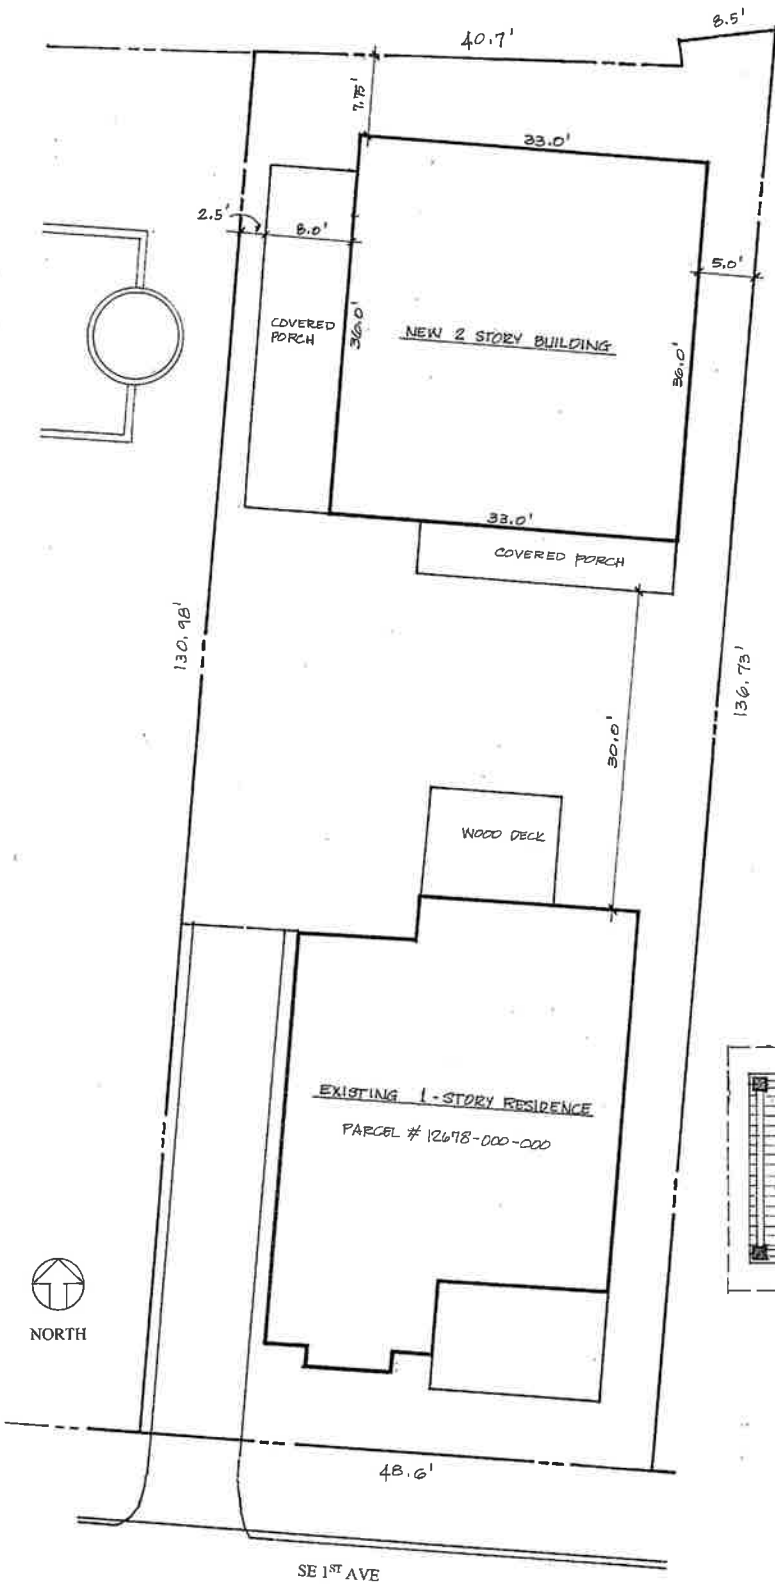 8.5'
40.7'
7.75'
33.0'
2.5'
8.0'
5.0'
COVERED
PORCH
36.0'
NEW 2 STORY BUILDING
36.0'
33.0'
COVERED PORCH
130.98'
136.73'
30.0'
WOOD DECK
EXISTING 1-STORY RESIDENCE
PARCEL # 12678-000-000
NORTH
48.6'
SE 1ST AVE